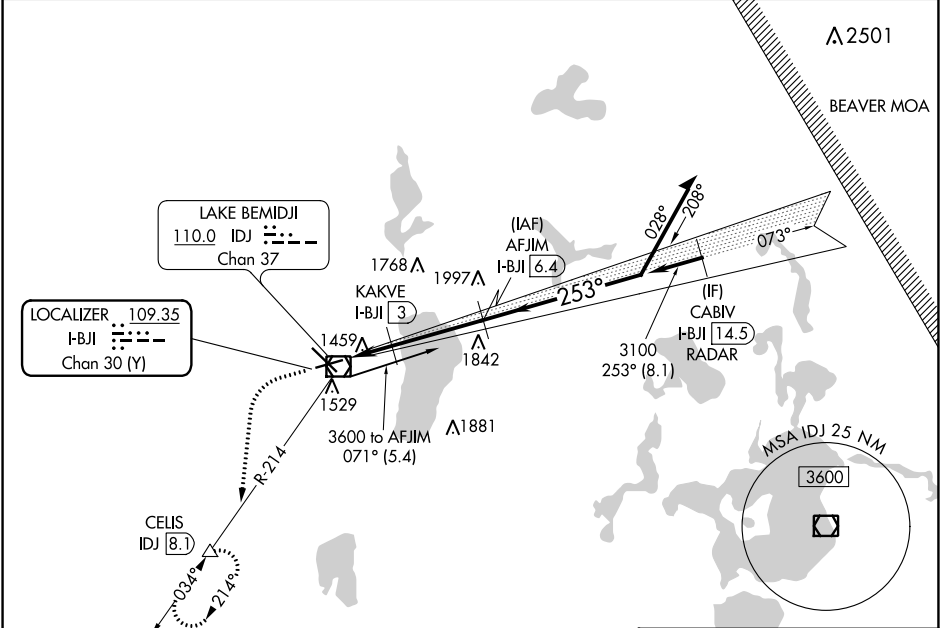 2501
BEAVER MOA
LAKE BEMIDJI
110.0 IDJ
Chan 37
(IAF)
AFJIM
I-BJI 6.4
028°
208°
073°
1768
1997
253°
KAKVE
I-BJI 3
LOCALIZER 109.35
I-BJI
Chan 30 (Y)
(IF)
CABIV
I-BJI 14.5
RADAR
1459
1842
3100
253° (8.1)
1529
1881
3600 to AFJIM
071° (5.4)
MSA IDJ 25 NM
3600
R-214
CELIS
IDJ 8.1
034°
214°